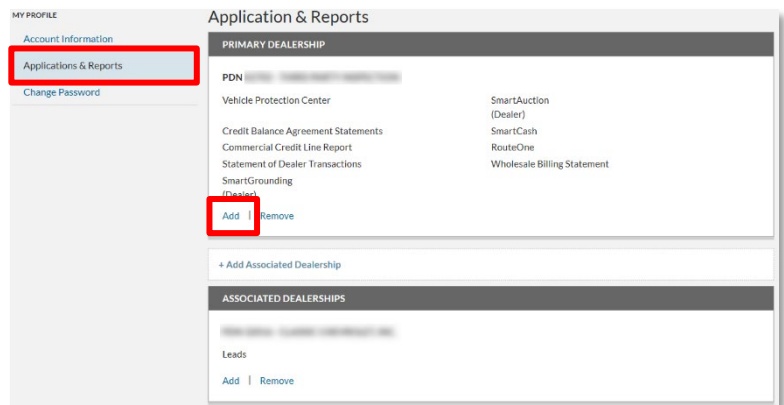 MY PROFILE
Account Information
Applications & Reports
Change Password
Application & Reports
PRIMARY DEALERSHIP
PDN
Vehicle Protection Center
SmartAuction
(Dealer)
Credit Balance Agreement Statements
SmartCash
Commercial Credit Line Report
RouteOne
Statement of Dealer Transactions
Wholesale Billing Statement
SmartGrounding
(Dealer)
Add | Remove
+ Add Associated Dealership
ASSOCIATED DEALERSHIPS
Leads
Add | Remove